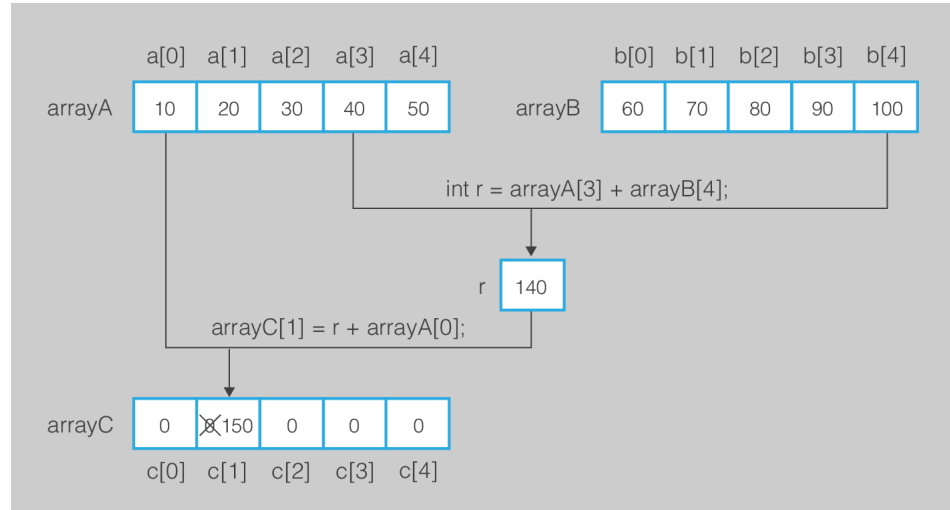 a[0] a[1] a[2] a[3] a[4]
b[0] b[1] b[2] b[3] b[4]
arrayA 10 20 30 40 50
arrayB 60 70 80 90 100
int r = arrayA[3] + arrayB[4];
r 140
arrayC[1] = r + arrayA[0];
arrayC 0 0 150 0 0 0
c[0] c[1] c[2] c[3] c[4]